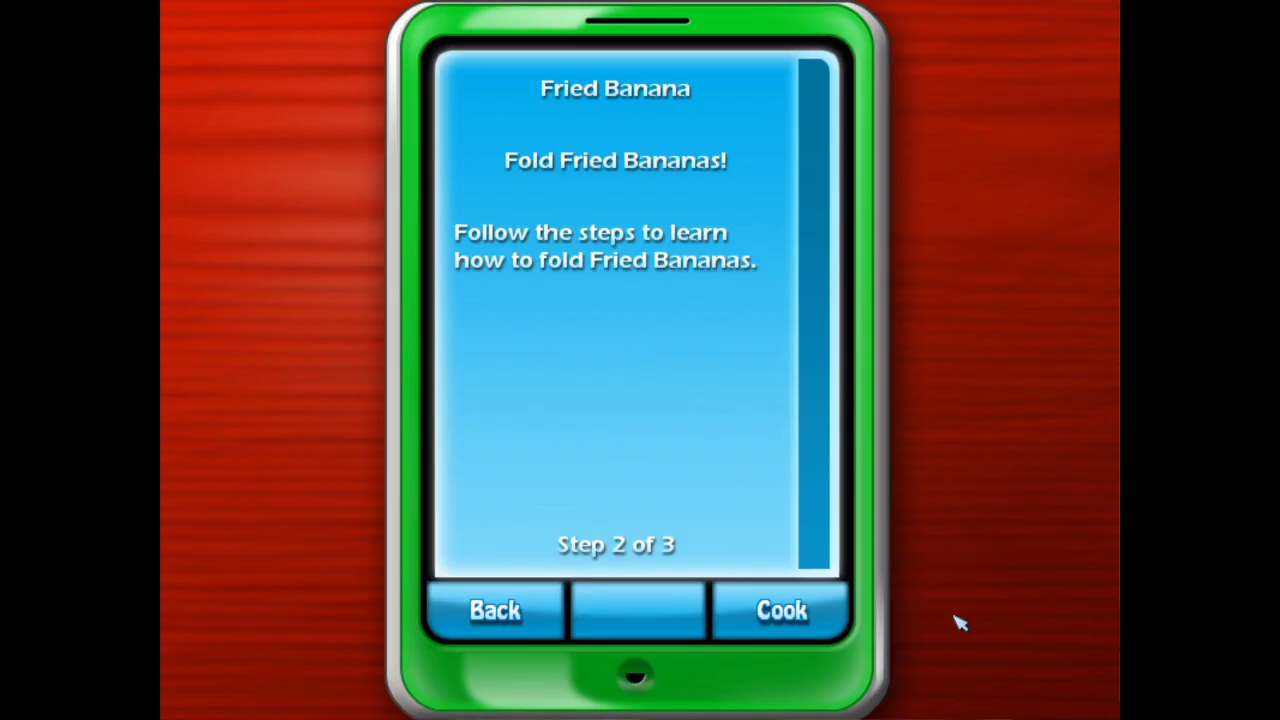 Fried Banana
Fold Fried Bananas!
Follow the steps to learn
how to fold Fried Bananas.
Step 2 of 3
Back
Cook